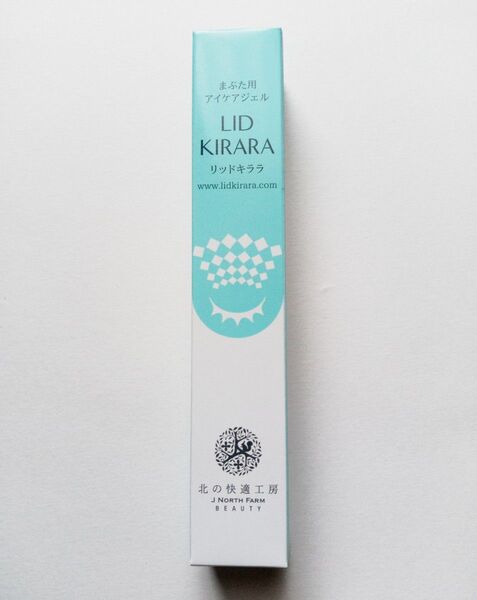 まぶた用
アイケアジェル
LID
KIRARA
リッドキララ
www.lidkirara.com
北の快適工房
J NORTH FARM
BEAUTY